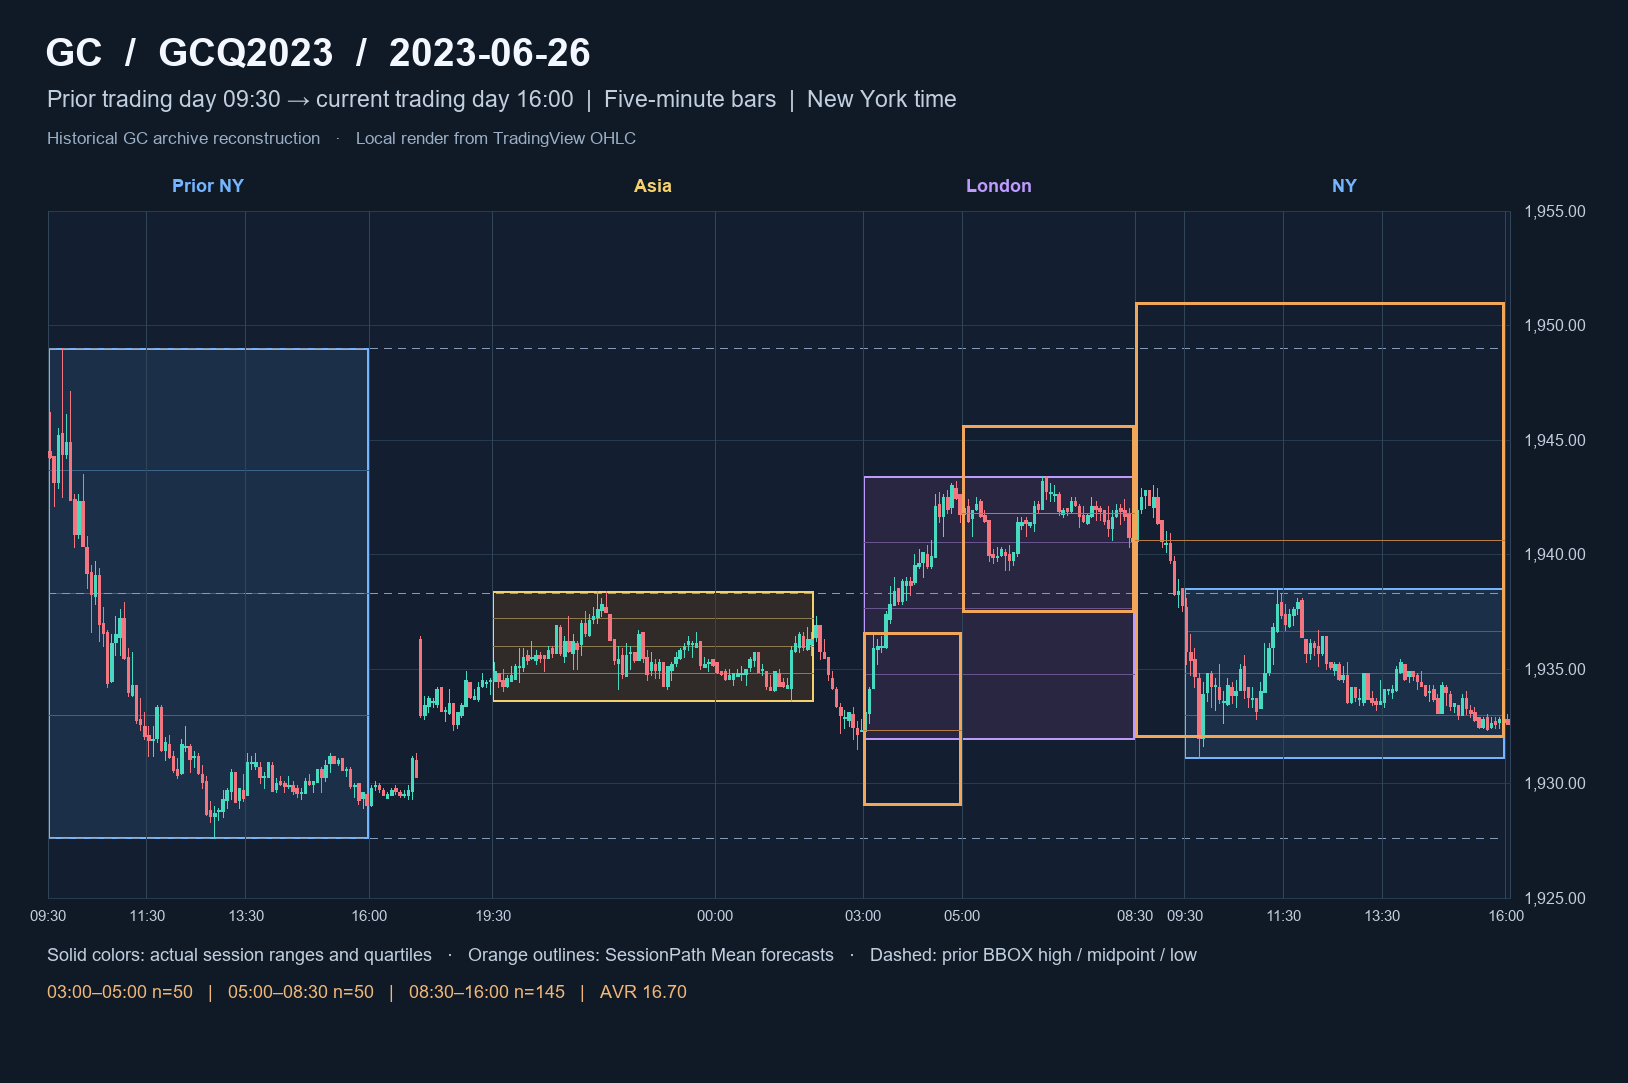 GC / GCQ2023 / 2023-06-26
Prior trading day 09:30 → current trading day 16:00 | Five-minute bars | New York time
Historical GC archive reconstruction · Local render from TradingView OHLC
Prior NY Asia London NY
1,955.00
1,950.00
1,945.00
1,940.00
1,935.00
1,930.00
1,925.00
09:30 11:30 13:30 16:00 19:30 00:00 03:00 05:00 08:30 09:30 11:30 13:30 16:00
Solid colors: actual session ranges and quartiles · Orange outlines: SessionPath Mean forecasts · Dashed: prior BBOX high / midpoint / low
03:00–05:00 n=50 | 05:00–08:30 n=50 | 08:30–16:00 n=145 | AVR 16.70